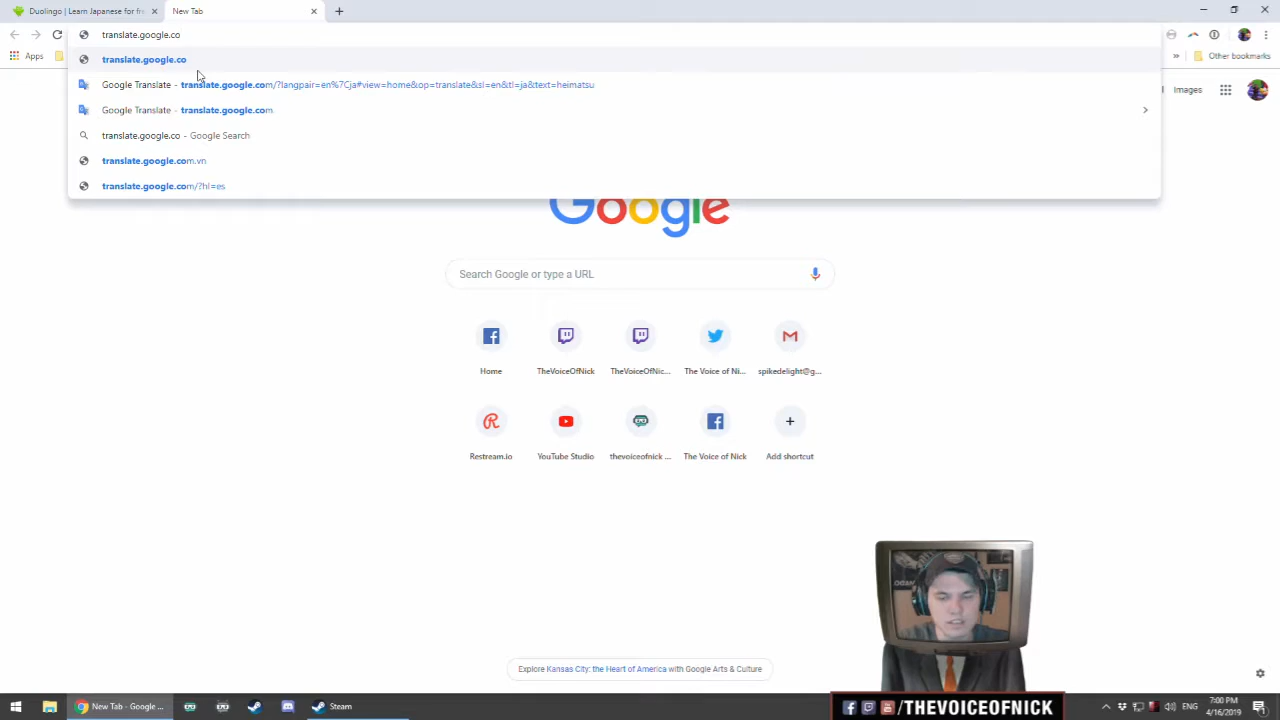 Duolingo | Learn Japanese for fr
New Tab
translate.google.co
translate.google.co
Apps
Other bookmarks
Google Translate - translate.google.com/?langpair=en%7Cja#view=home&op=translate&sl=en&tl=ja&text=heimatsu
Images
Google Translate - translate.google.com
translate.google.co - Google Search
translate.google.com.vn
translate.google.com/?hl=es
Google
Search Google or type a URL
Home
TheVoiceOfNick
TheVoiceOfNic...
The Voice of Ni...
spikedelight@g...
Restream.io
YouTube Studio
thevoiceofnick ...
The Voice of Nick
Add shortcut
Explore Kansas City: the Heart of America with Google Arts & Culture
New Tab - Google ...
Steam
/THEVOICEOFNICK
ENG
7:00 PM
4/16/2019